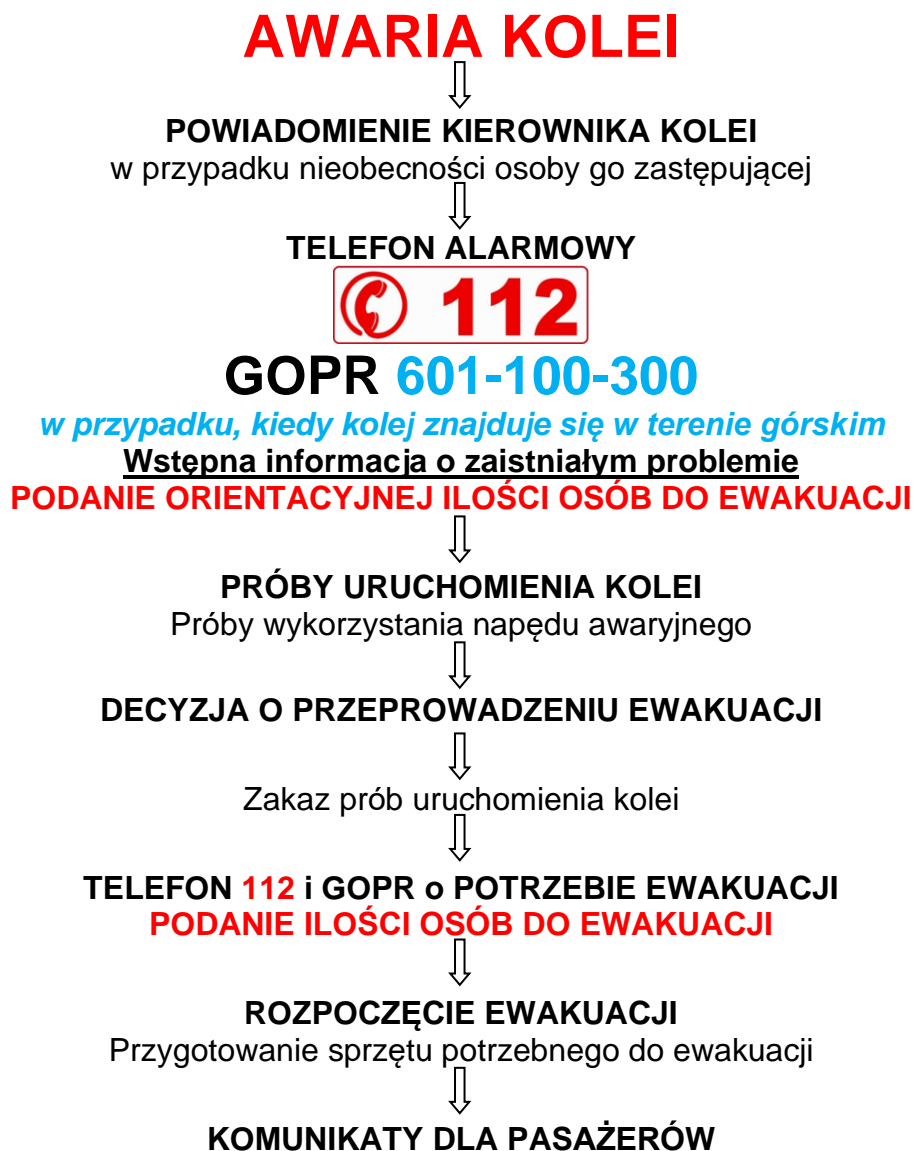 AWARIA KOLEI
POWIADOMIENIE KIEROWNIKA KOLEI
w przypadku nieobecności osoby go zastępującej
TELEFON ALARMOWY
112
GOPR 601-100-300
w przypadku, kiedy kolej znajduje się w terenie górskim
Wstępna informacja o zaistniałym problemie
PODANIE ORIENTACYJNEJ ILOŚCI OSÓB DO EWAKUACJI
PRÓBY URUCHOMIENIA KOLEI
Próby wykorzystania napędu awaryjnego
DECYZJA O PRZEPROWADZENIU EWAKUACJI
Zakaz prób uruchomienia kolei
TELEFON 112 i GOPR o POTRZEBIE EWAKUACJI
PODANIE ILOŚCI OSÓB DO EWAKUACJI
ROZPOCZĘCIE EWAKUACJI
Przygotowanie sprzętu potrzebnego do ewakuacji
KOMUNIKATY DLA PASAŻERÓW